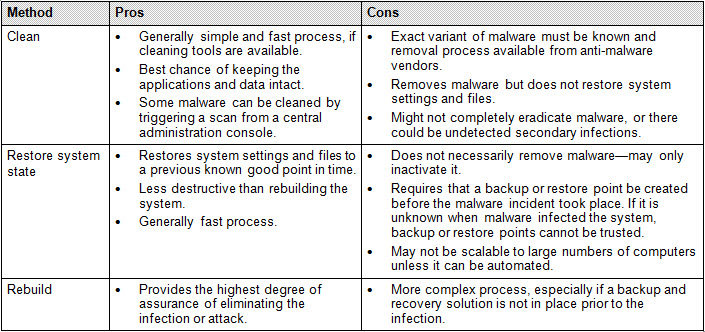 Method Pros Cons
Clean
• Generally simple and fast process, if
cleaning tools are available.
• Best chance of keeping the
applications and data intact.
• Some malware can be cleaned by
triggering a scan from a central
administration console.
• Exact variant of malware must be known and
removal process available from anti-malware
vendors.
• Removes malware but does not restore system
settings and files.
• Might not completely eradicate malware, or there
could be undetected secondary infections.
Restore system
state
• Restores system settings and files to
a previous known good point in time.
• Less destructive than rebuilding the
system.
• Generally fast process.
• Does not necessarily remove malware—may only
inactivate it.
• Requires that a backup or restore point be created
before the malware incident took place. If it is
unknown when malware infected the system,
backup or restore points cannot be trusted.
• May not be scalable to large numbers of computers
unless it can be automated.
Rebuild
• Provides the highest degree of
assurance of eliminating the
infection or attack.
• More complex process, especially if a backup and
recovery solution is not in place prior to the
infection.